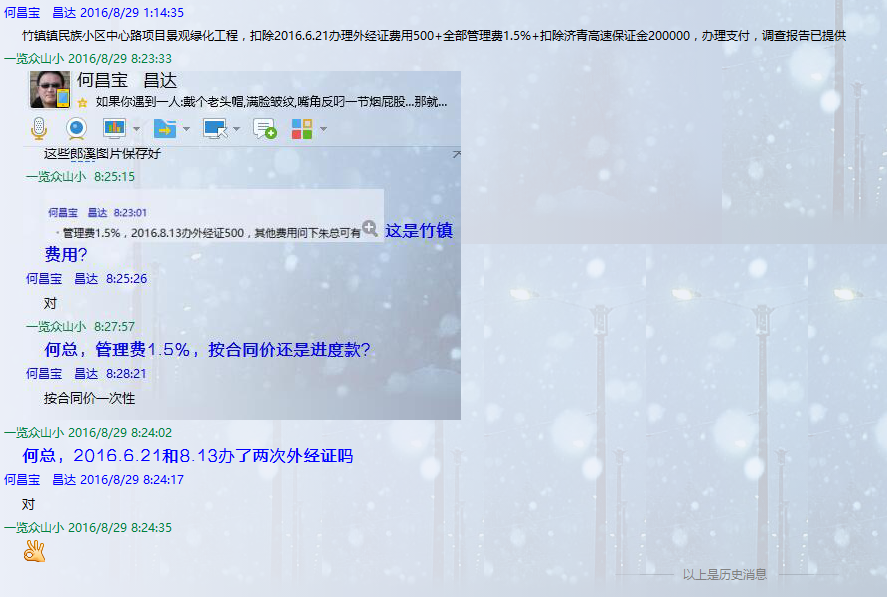 何昌宝　昌达 2016/8/29 1:14:35
竹镇镇民族小区中心路项目景观绿化工程，扣除2016.6.21办理外经证费用500+全部管理费1.5%+扣除济青高速保证金200000，办理支付，调查报告已提供
一览众山小 2016/8/29 8:23:33
何昌宝　昌达
如果你遇到一人:戴个老头帽,满脸皱纹,嘴角反叼一节烟屁股...那就...
这些郎溪图片保存好
一览众山小 8:25:15
何昌宝　昌达 8:23:01
管理费1.5%，2016.8.13办外经证500，其他费用问下朱总可有
这是竹镇
费用?
何昌宝　昌达 8:25:26
对
一览众山小 8:27:57
何总，管理费1.5%，按合同价还是进度款?
何昌宝　昌达 8:28:21
按合同价一次性
一览众山小 2016/8/29 8:24:02
何总，2016.6.21和8.13办了两次外经证吗
何昌宝　昌达 2016/8/29 8:24:17
对
一览众山小 2016/8/29 8:24:35
以上是历史消息